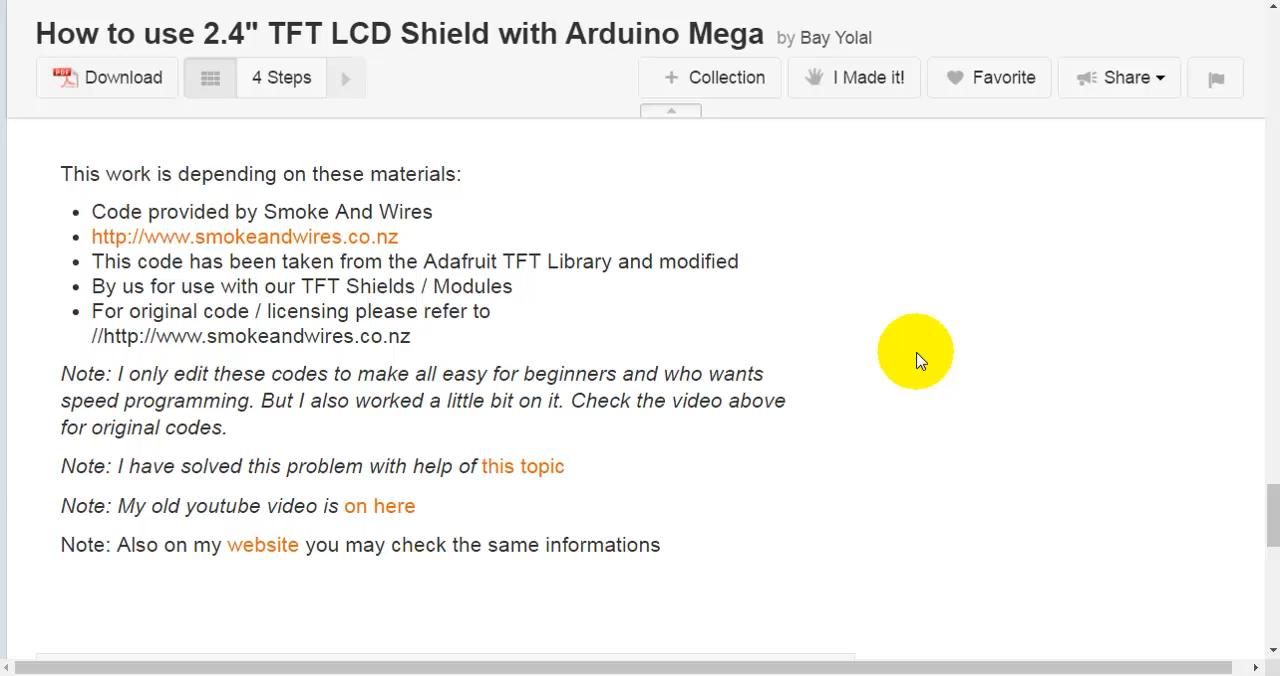 How to use 2.4" TFT LCD Shield with Arduino Mega by Bay Yolal
PDF Download 4 Steps + Collection I Made it! Favorite Share
This work is depending on these materials:
• Code provided by Smoke And Wires
• http://www.smokeandwires.co.nz
• This code has been taken from the Adafruit TFT Library and modified
• By us for use with our TFT Shields / Modules
• For original code / licensing please refer to
//http://www.smokeandwires.co.nz
Note: I only edit these codes to make all easy for beginners and who wants
speed programming. But I also worked a little bit on it. Check the video above
for original codes.
Note: I have solved this problem with help of this topic
Note: My old youtube video is on here
Note: Also on my website you may check the same informations